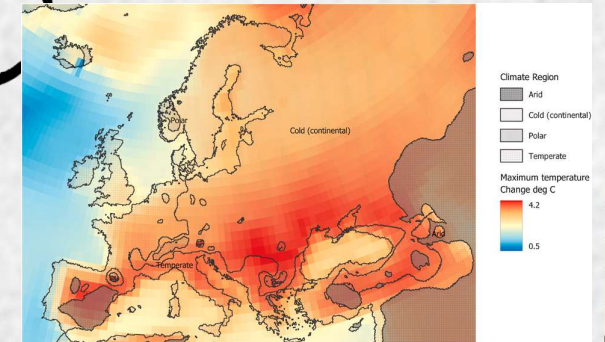 Polar
Cold (continental)
Temperate
Arid
Climate Region
Arid
Cold (continental)
Polar
Temperate
Maximum temperature
Change deg C
4.2
0.5